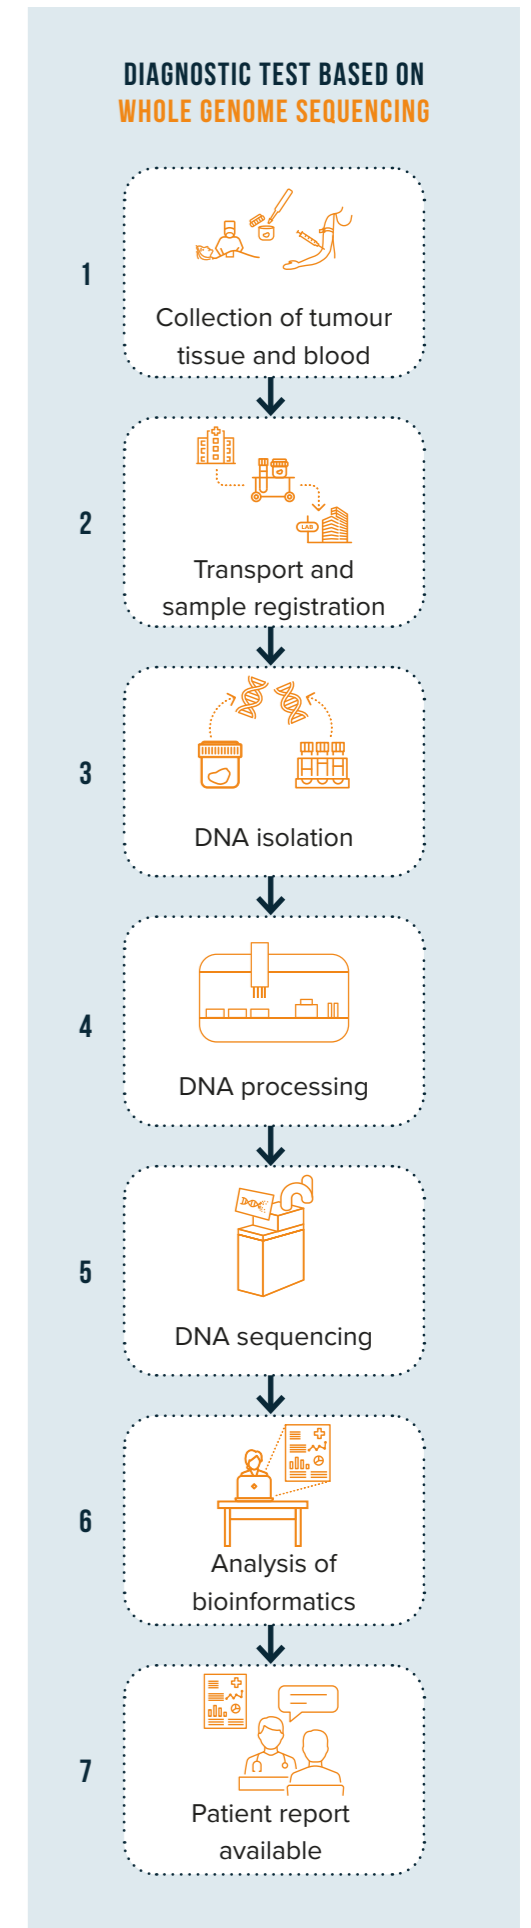 DIAGNOSTIC TEST BASED ON
WHOLE GENOME SEQUENCING
1
Collection of tumour
tissue and blood
2
LAB
Transport and
sample registration
3
DNA isolation
4
DNA processing
5
DNA sequencing
6
Analysis of
bioinformatics
7
Patient report
available